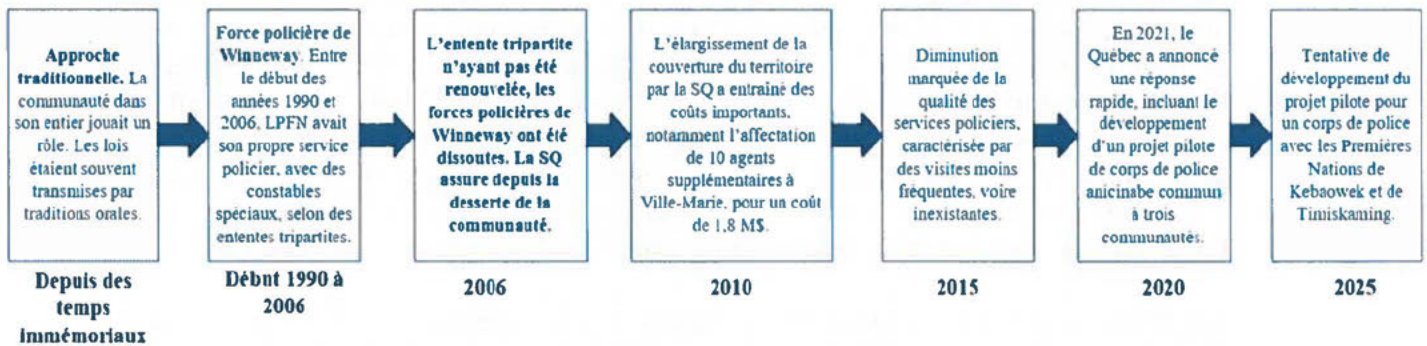 Approche
traditionnelle. La
communauté dans
son entier jouait un
rôle. Les lois
étaient souvent
transmises par
traditions orales.
Depuis des
temps
immémoriaux
Force policière de
Winneway. Entre
le début des
années 1990 et
2006, LPFN avait
son propre service
policier, avec des
constables
spéciaux, selon des
ententes tripartites.
Début 1990 à
2006
L'entente tripartite
n'ayant pas été
renouvelée, les
forces policières de
Winneway ont été
dissoutes. La SQ
assure depuis la
desserte de la
communauté.
2006
L'élargissement de la
couverture du territoire
par la SQ a entraîné des
coûts importants,
notamment l'affectation
de 10 agents
supplémentaires à
Ville-Marie, pour un coût
de 1,8 M$.
2010
Diminution
marquée de la
qualité des
services policiers,
caractérisée par
des visites moins
fréquentes, voire
inexistantes.
2015
En 2021, le
Québec a annoncé
une réponse
rapide, incluant le
développement
d'un projet pilote
de corps de police
anicinabe commun
à trois
communautés.
2020
Tentative de
développement du
projet pilote pour
un corps de police
avec les Premières
Nations de
Kebaowek et de
Timiskaming.
2025